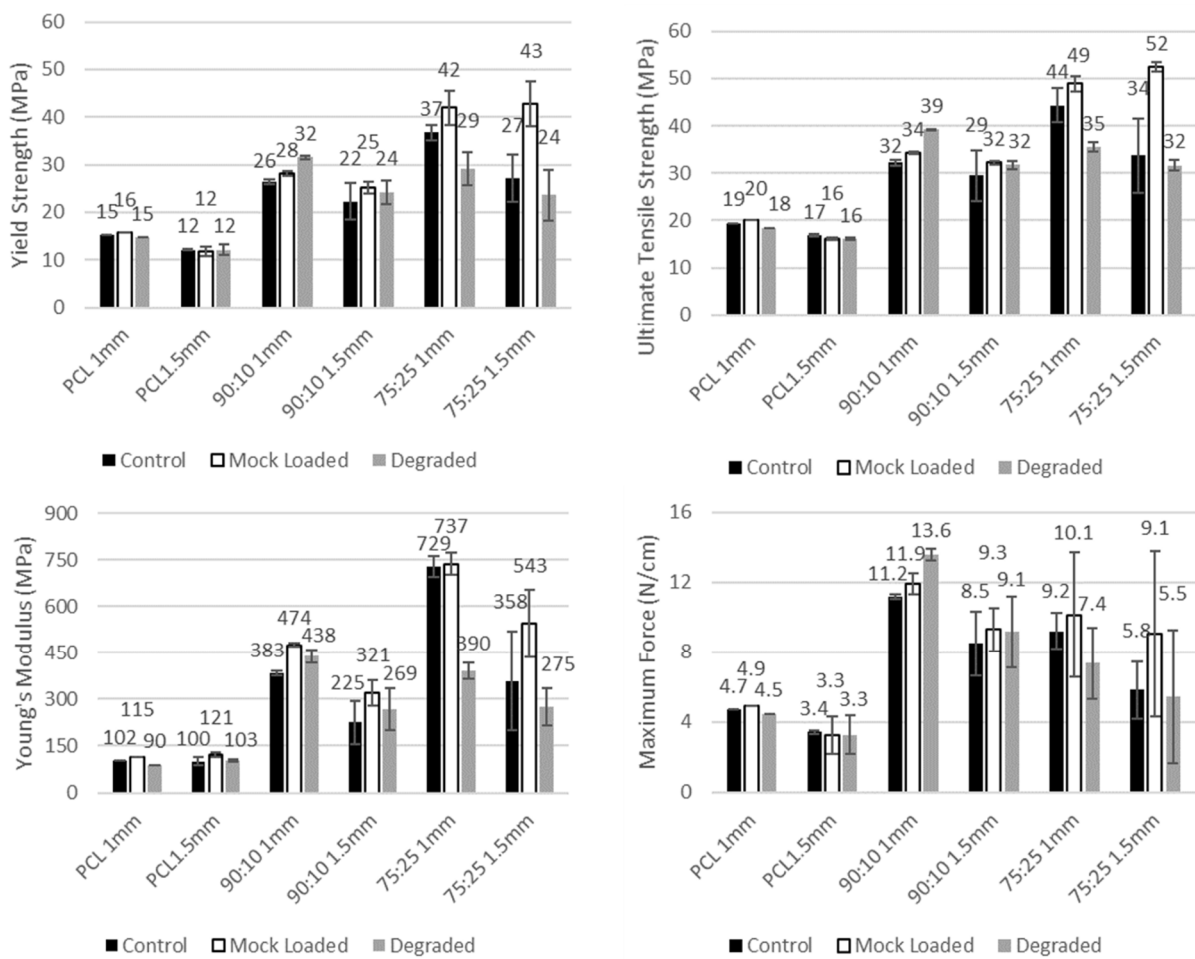 Yield Strength (MPa)
60
50
40
30
20
10
0
15 16 15
12 12 12
26 28 32
22 25 24
37 42 29
27 43 24
PCL 1mm
PCL1.5mm
90:10 1mm
90:10 1.5mm
75:25 1mm
75:25 1.5mm
Control Mock Loaded Degraded
Ultimate Tensile Strength (MPa)
60
50
40
30
20
10
0
19 20 18
17 16 16
32 34 39
29 32 32
44 49 35
34 52 32
PCL 1mm
PCL1.5mm
90:10 1mm
90:10 1.5mm
75:25 1mm
75:25 1.5mm
Control Mock Loaded Degraded
Young's Modulus (MPa)
900
750
600
450
300
150
0
102 115 90
100 121 103
383 474 438
225 321 269
729 737 390
358 543 275
PCL 1mm
PCL1.5mm
90:10 1mm
90:10 1.5mm
75:25 1mm
75:25 1.5mm
Control Mock Loaded Degraded
Maximum Force (N/cm)
16
12
8
4
0
4.7 4.9 4.5
3.4 3.3 3.3
11.2 11.9 13.6
8.5 9.3 9.1
9.2 10.1 7.4
5.8 9.1 5.5
PCL 1mm
PCL1.5mm
90:10 1mm
90:10 1.5mm
75:25 1mm
75:25 1.5mm
Control Mock Loaded Degraded